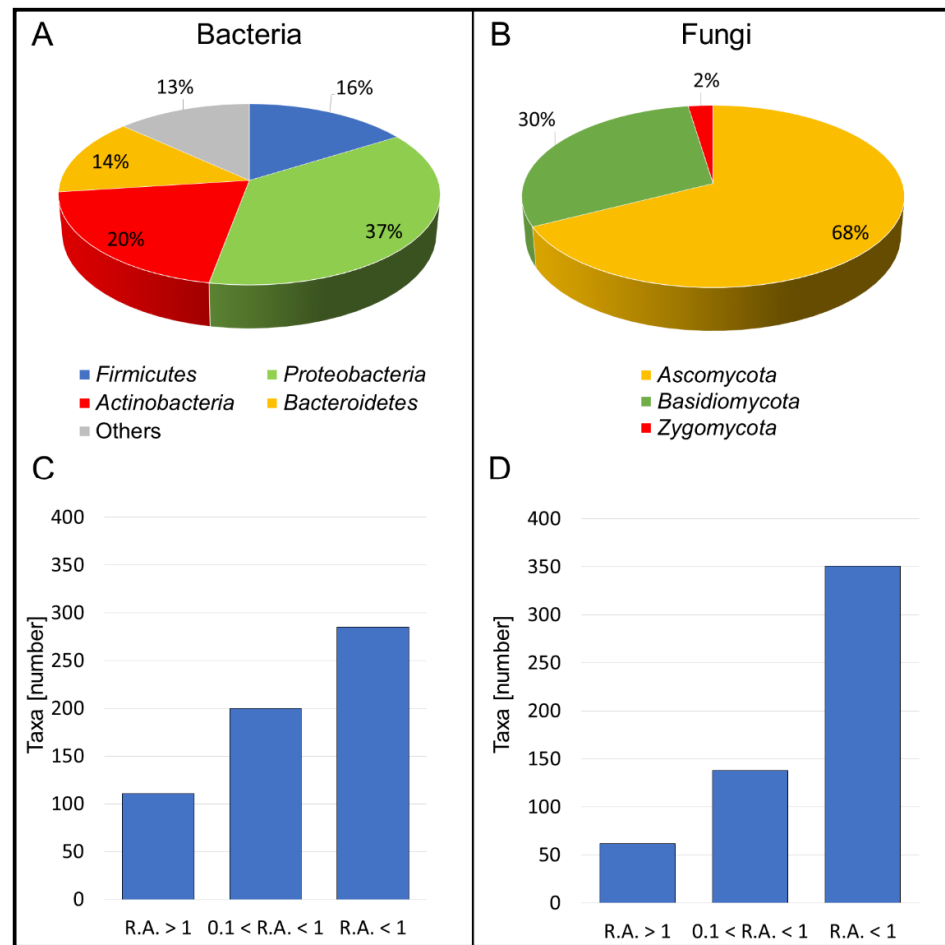 A
Bacteria
13%
16%
14%
20%
37%
Firmicutes
Proteobacteria
Actinobacteria
Bacteroidetes
Others
B
Fungi
2%
30%
68%
Ascomycota
Basidiomycota
Zygomycota
C
Taxa [number]
400
350
300
250
200
150
100
50
0
R.A. > 1
0.1 < R.A. < 1
R.A. < 1
D
Taxa [number]
400
350
300
250
200
150
100
50
0
R.A. > 1
0.1 < R.A. < 1
R.A. < 1